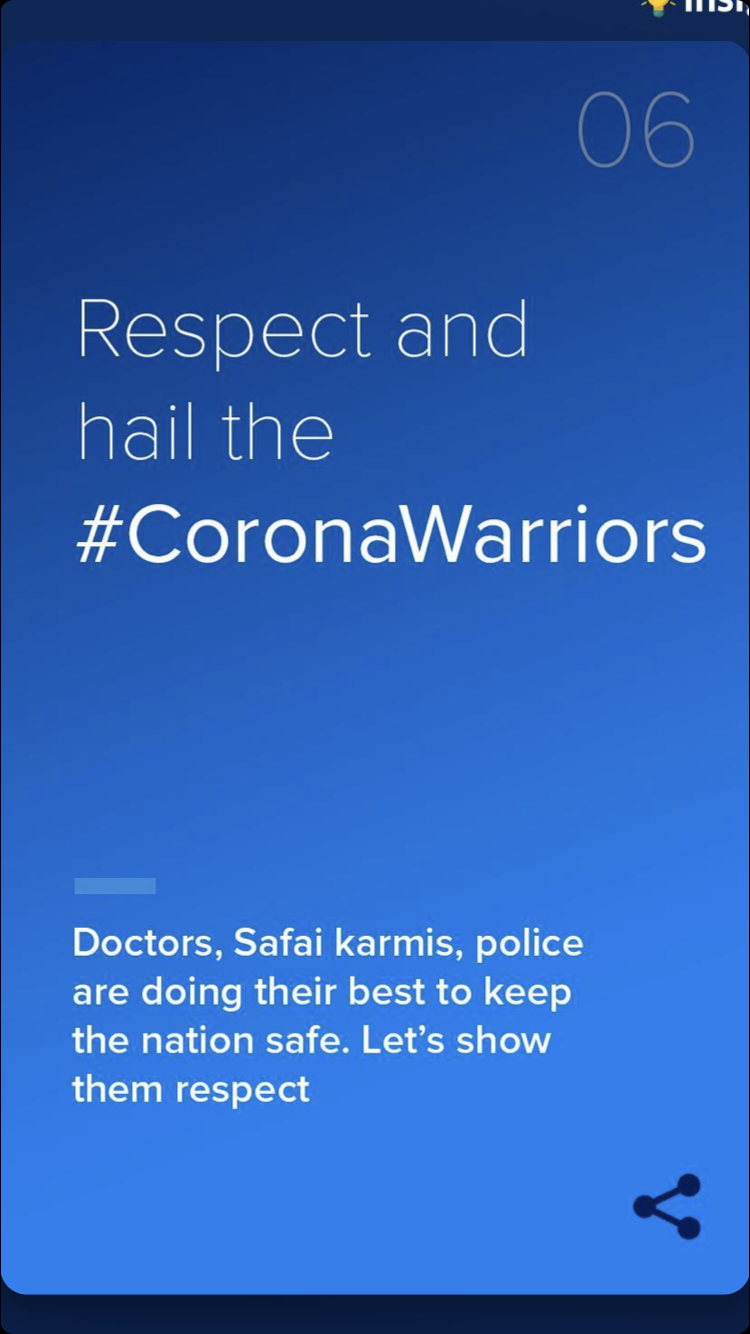 06
Respect and
hail the
#CoronaWarriors
Doctors, Safai karmis, police
are doing their best to keep
the nation safe. Let’s show
them respect